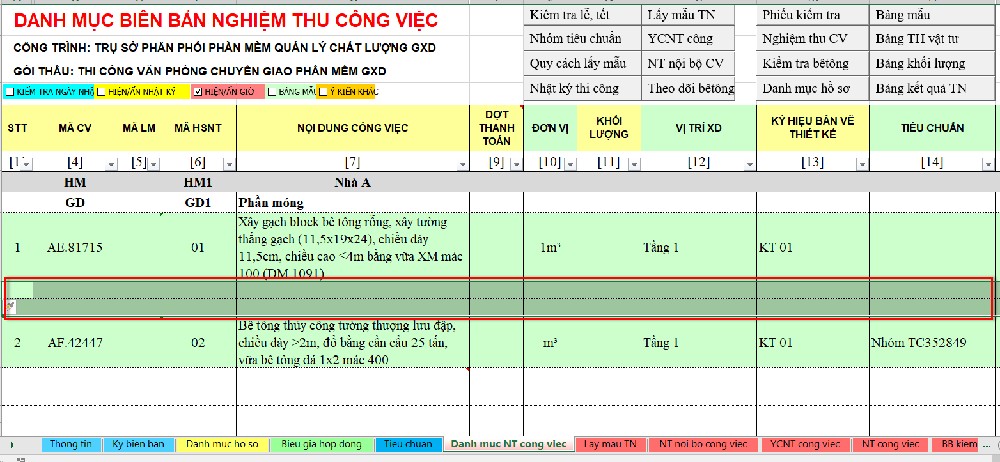 DANH MỤC BIÊN BẢN NGHIỆM THU CÔNG VIỆC
CÔNG TRÌNH: TRỤ SỞ PHÂN PHỐI PHẦN MỀM QUẢN LÝ CHẤT LƯỢNG GXD
GÓI THẦU: THI CÔNG VĂN PHÒNG CHUYỂN GIAO PHẦN MỀM GXD
KIỂM TRA NGÀY NHẬ HIỆN/ẨN NHẬT KÝ HIỆN/ẨN GIỜ BẢNG MẪU Ý KIẾN KHÁC
Kiểm tra lễ, tết Lấy mẫu TN Phiếu kiểm tra Bảng mẫu
Nhóm tiêu chuẩn YCNT công Nghiệm thu CV Bảng TH vật tư
Quy cách lấy mẫu NT nội bộ CV Kiểm tra bêtông Bảng khối lượng
Nhật ký thi công Theo dõi bêtông Danh mục hồ sơ Bảng kết quả TN
STT MÃ CV MÃ LM MÃ HSNT NỘI DUNG CÔNG VIỆC ĐỢT THANH TOÁN ĐƠN VỊ KHỐI LƯỢNG VỊ TRÍ XD KÝ HIỆU BẢN VẼ THIẾT KẾ TIÊU CHUẨN
[1] [4] [5] [6] [7] [9] [10] [11] [12] [13] [14]
HM HM1 Nhà A
GD GD1 Phần móng
1 AE.81715 01 Xây gạch block bê tông rỗng, xây tường
thẳng gạch (11,5x19x24), chiều dày
11,5cm, chiều cao ≤4m bằng vữa XM mác
100 (ĐM 1091) 1m³ Tầng 1 KT 01
2 AF.42447 02 Bê tông thủy công tường thượng lưu đập,
chiều dày >2m, đổ bằng cần cẩu 25 tấn,
vữa bê tông đá 1x2 mác 400 m³ Tầng 1 KT 01 Nhóm TC352849
Thong tin Ky bien ban Danh muc ho so Bieu gia hop dong Tieu chuan Danh muc NT cong viec Lay mau TN NT noi bo cong viec YCNT cong viec NT cong viec BB kiem ...